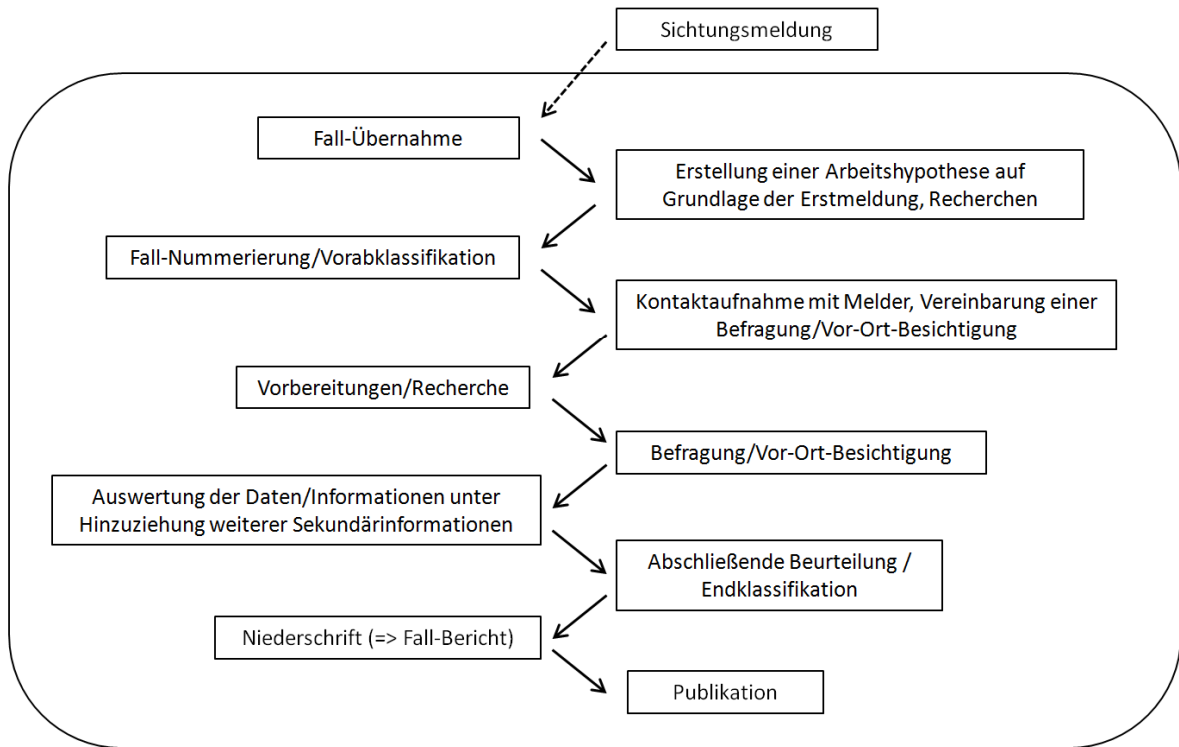 Sichtungsmeldung
Fall-Übernahme
Erstellung einer Arbeitshypothese auf
Grundlage der Erstmeldung, Recherchen
Fall-Nummerierung/Vorabklassifikation
Kontaktaufnahme mit Melder, Vereinbarung einer
Befragung/Vor-Ort-Besichtigung
Vorbereitungen/Recherche
Befragung/Vor-Ort-Besichtigung
Auswertung der Daten/Informationen unter
Hinzuziehung weiterer Sekundärinformationen
Abschließende Beurteilung /
Endklassifikation
Niederschrift (=> Fall-Bericht)
Publikation